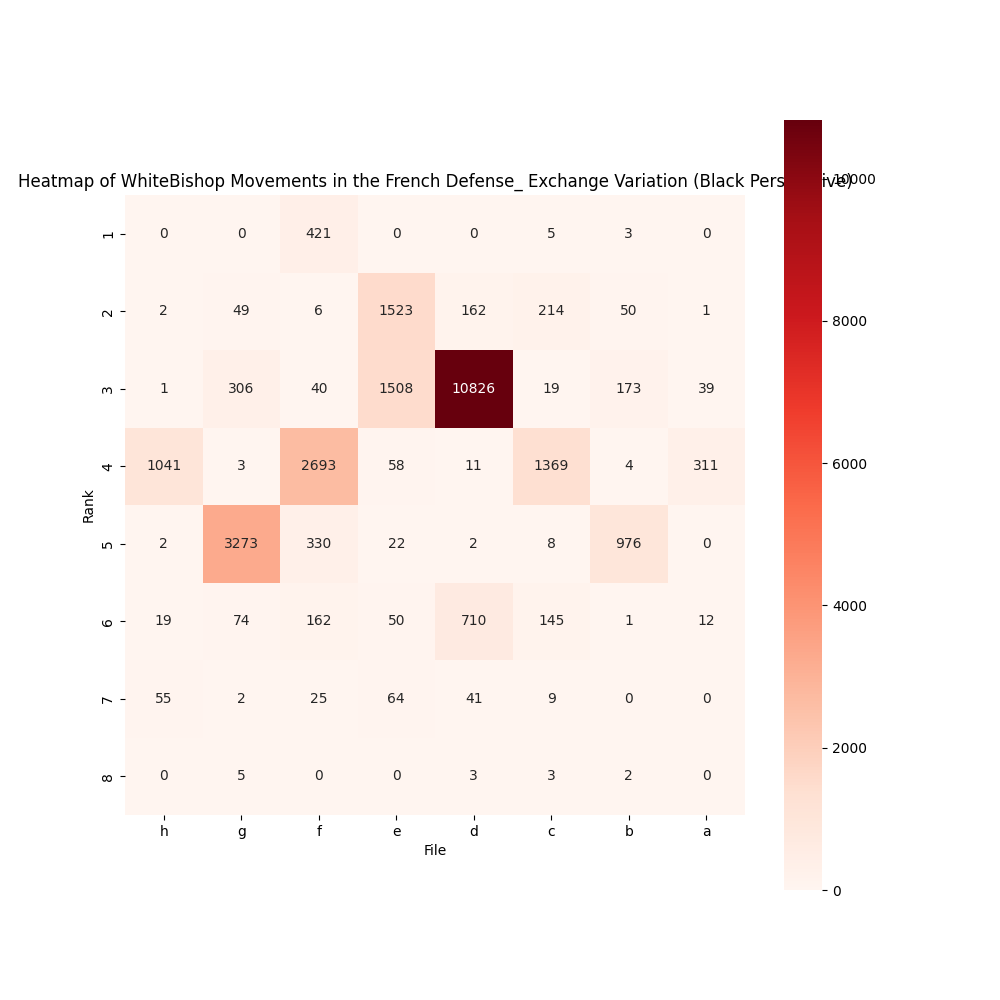 Heatmap of WhiteBishop Movements in the French Defense_ Exchange Variation (Black Perspective)
10000
1 0 0 421 0 0 5 3 0
8000
2 2 49 6 1523 162 214 50 1
3 1 306 40 1508 10826 19 173 39
6000
4 1041 3 2693 58 11 1369 4 311
Rank
5 2 3273 330 22 2 8 976 0
4000
6 19 74 162 50 710 145 1 12
7 55 2 25 64 41 9 0 0
2000
8 0 5 0 0 3 3 2 0
h g f e d c b a
File
0